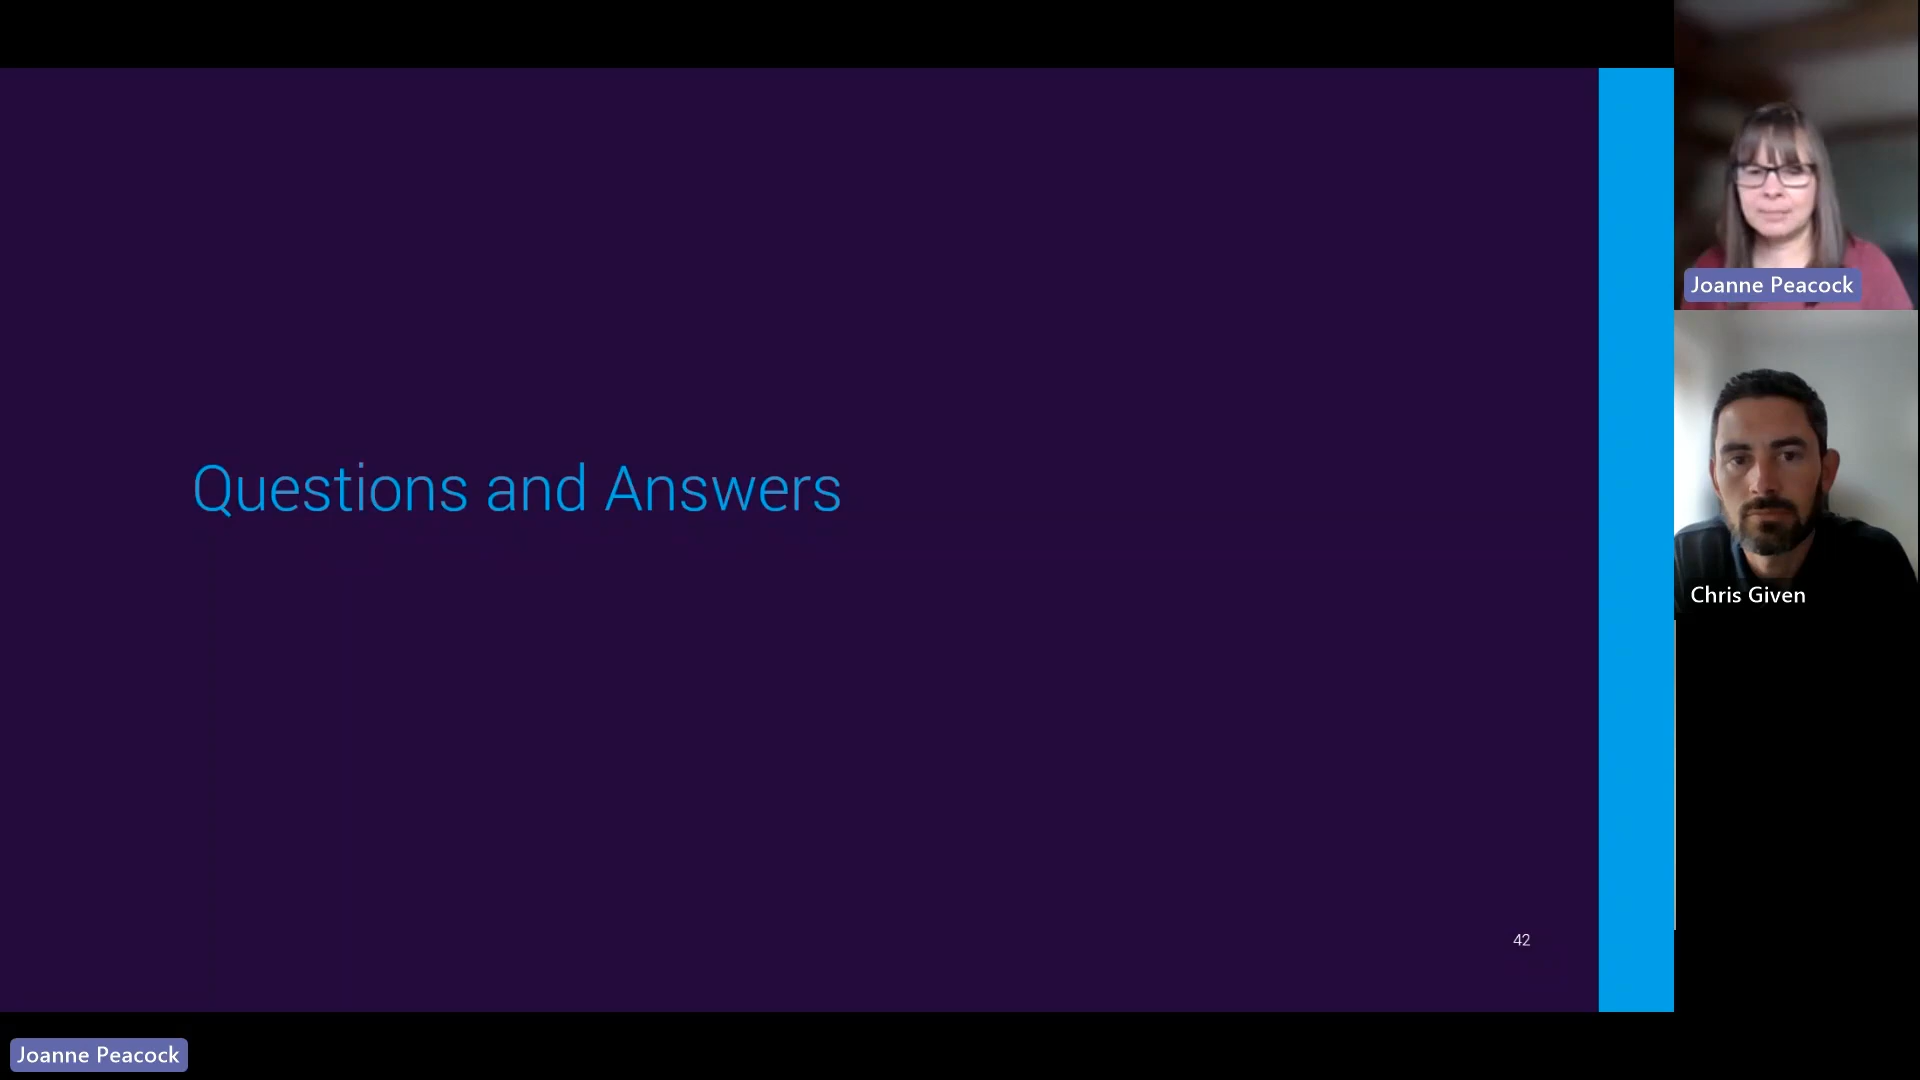 Questions and Answers
42
Joanne Peacock
Chris Given
Joanne Peacock